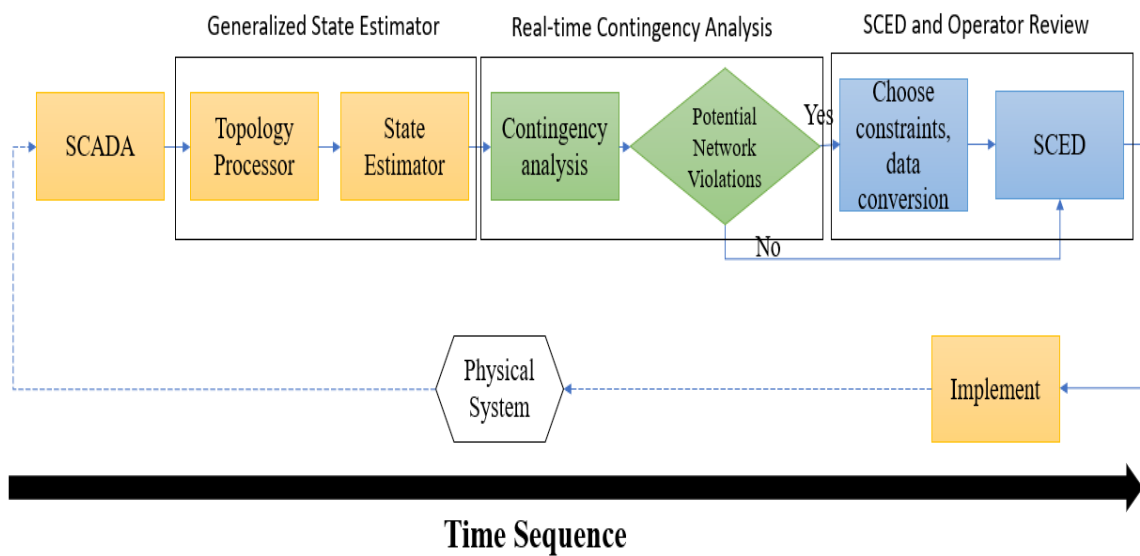 Generalized State Estimator
Real-time Contingency Analysis
SCED and Operator Review
SCADA
Topology
Processor
State
Estimator
Contingency
analysis
Potential
Network
Violations
Yes
No
Choose
constraints,
data
conversion
SCED
Physical
System
Implement
Time Sequence